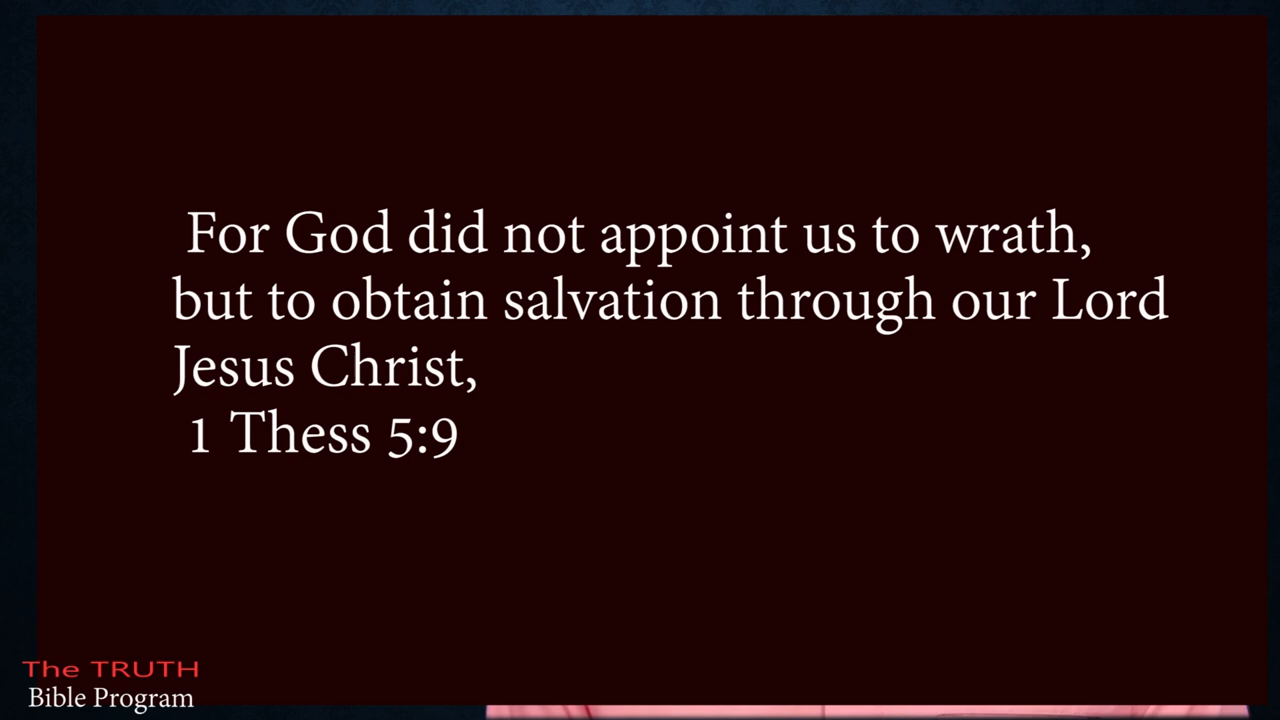 For God did not appoint us to wrath,
but to obtain salvation through our Lord
Jesus Christ,
1 Thess 5:9
The TRUTH
Bible Program